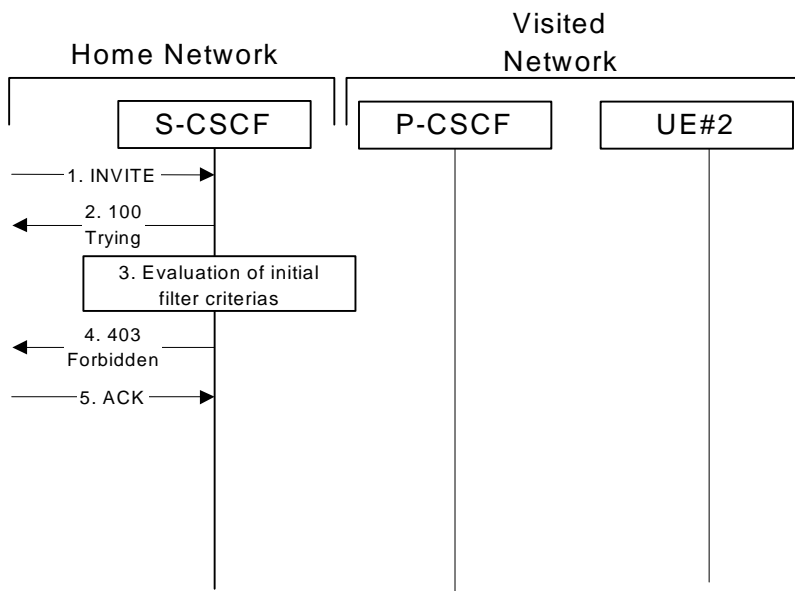 Visited
Home Network
Network
S-CSCF
P-CSCF
UE#2
1. INVITE
2. 100
Trying
3. Evaluation of initial
filter criterias
4. 403
Forbidden
5. ACK